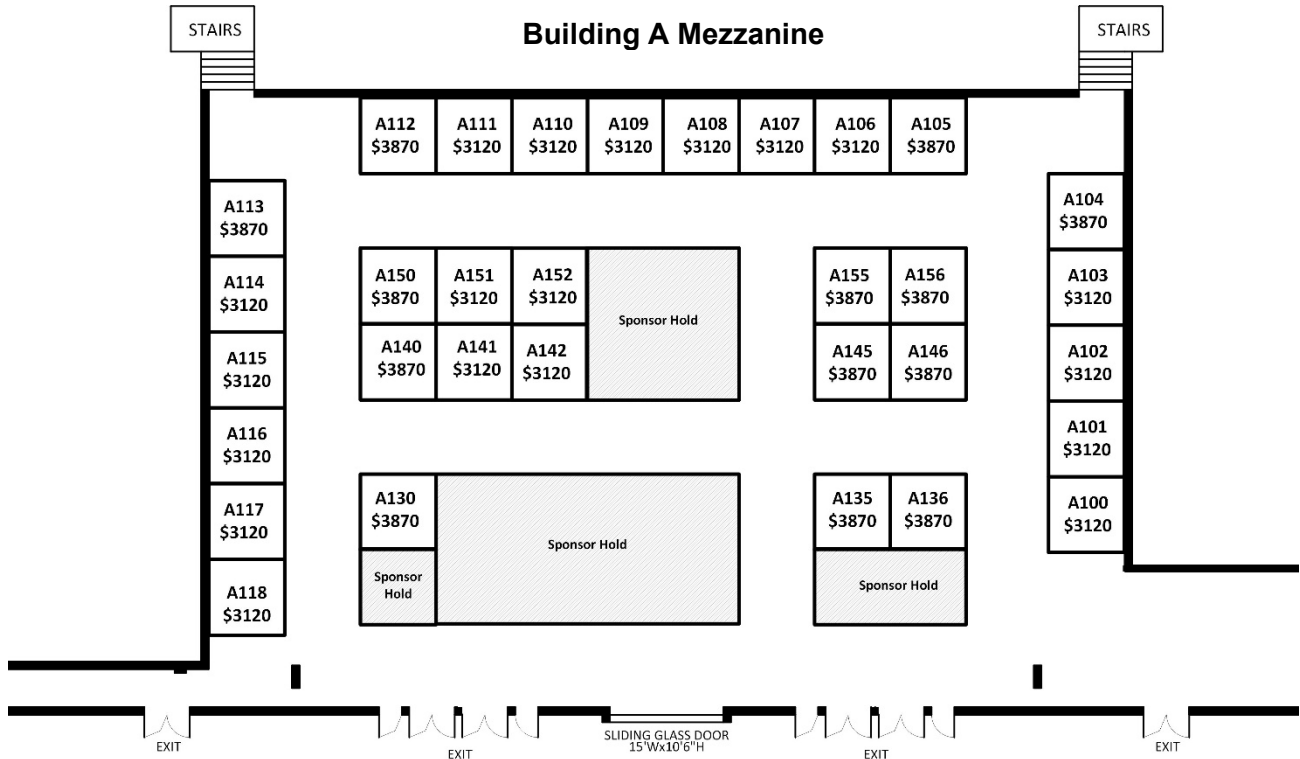 STAIRS
Building A Mezzanine
STAIRS
A112
$3870
A111
$3120
A110
$3120
A109
$3120
A108
$3120
A107
$3120
A106
$3120
A105
$3870
A113
$3870
A114
$3120
A115
$3120
A116
$3120
A117
$3120
A118
$3120
A150
$3870
A151
$3120
A152
$3120
Sponsor Hold
A140
$3870
A141
$3120
A142
$3120
A155
$3870
A156
$3870
A145
$3870
A146
$3870
A104
$3870
A103
$3120
A102
$3120
A101
$3120
A100
$3120
A130
$3870
Sponsor
Hold
Sponsor Hold
A135
$3870
A136
$3870
Sponsor Hold
EXIT
EXIT
SLIDING GLASS DOOR
15'Wx10'6"H
EXIT
EXIT